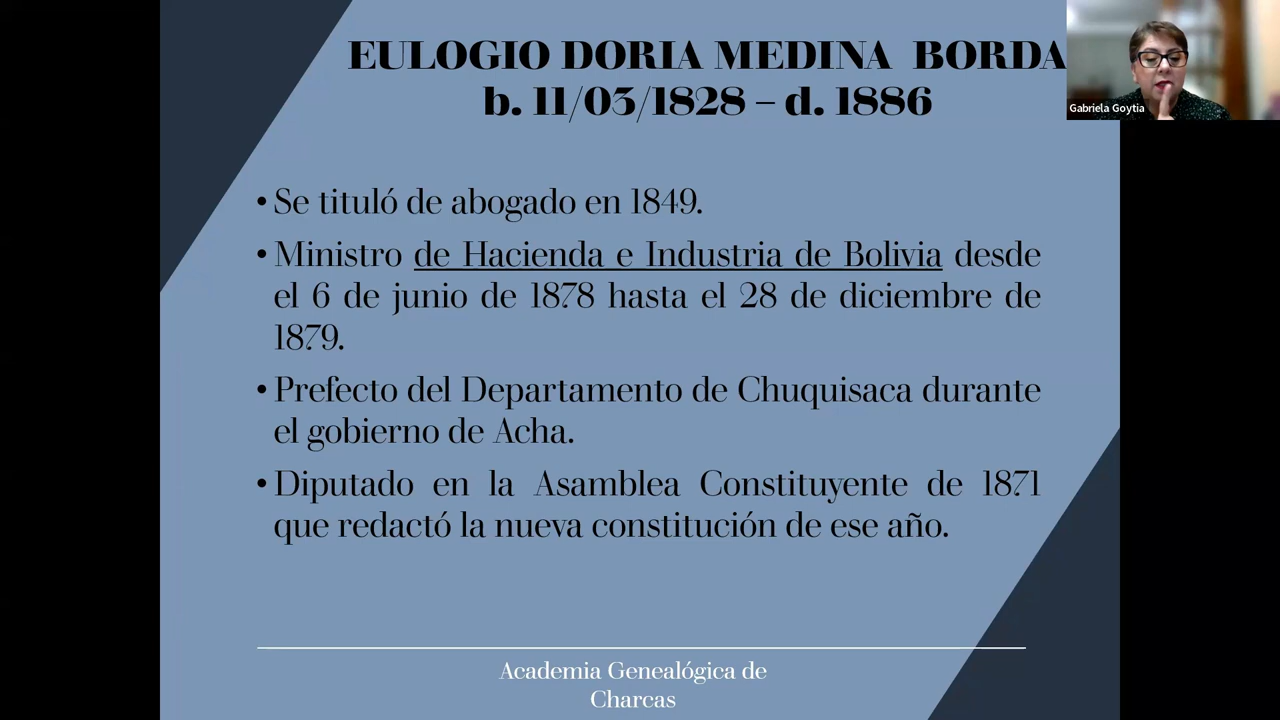 EULOGIO DORIA MEDINA BORDA
b. 11/03/1828 – d. 1886
Gabriela Goytia
• Se tituló de abogado en 1849.
• Ministro de Hacienda e Industria de Bolivia desde
el 6 de junio de 1878 hasta el 28 de diciembre de
1879.
• Prefecto del Departamento de Chuquisaca durante
el gobierno de Acha.
• Diputado en la Asamblea Constituyente de 1871
que redactó la nueva constitución de ese año.
Academia Genealógica de
Charcas